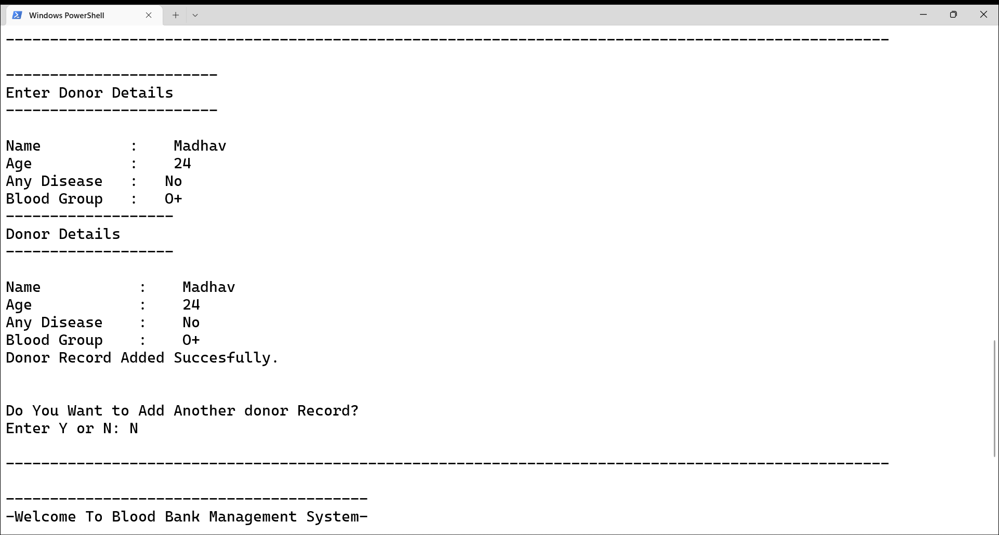 Windows PowerShell
----------------------------------------------------------------------------------------------------
------------------------
Enter Donor Details
------------------------
Name          :    Madhav
Age           :    24
Any Disease   :   No
Blood Group   :   O+
-------------------
Donor Details
-------------------
Name           :    Madhav
Age            :    24
Any Disease    :    No
Blood Group    :    O+
Donor Record Added Succesfully.
Do You Want to Add Another donor Record?
Enter Y or N: N
----------------------------------------------------------------------------------------------------
-----------------------------------------
-Welcome To Blood Bank Management System-